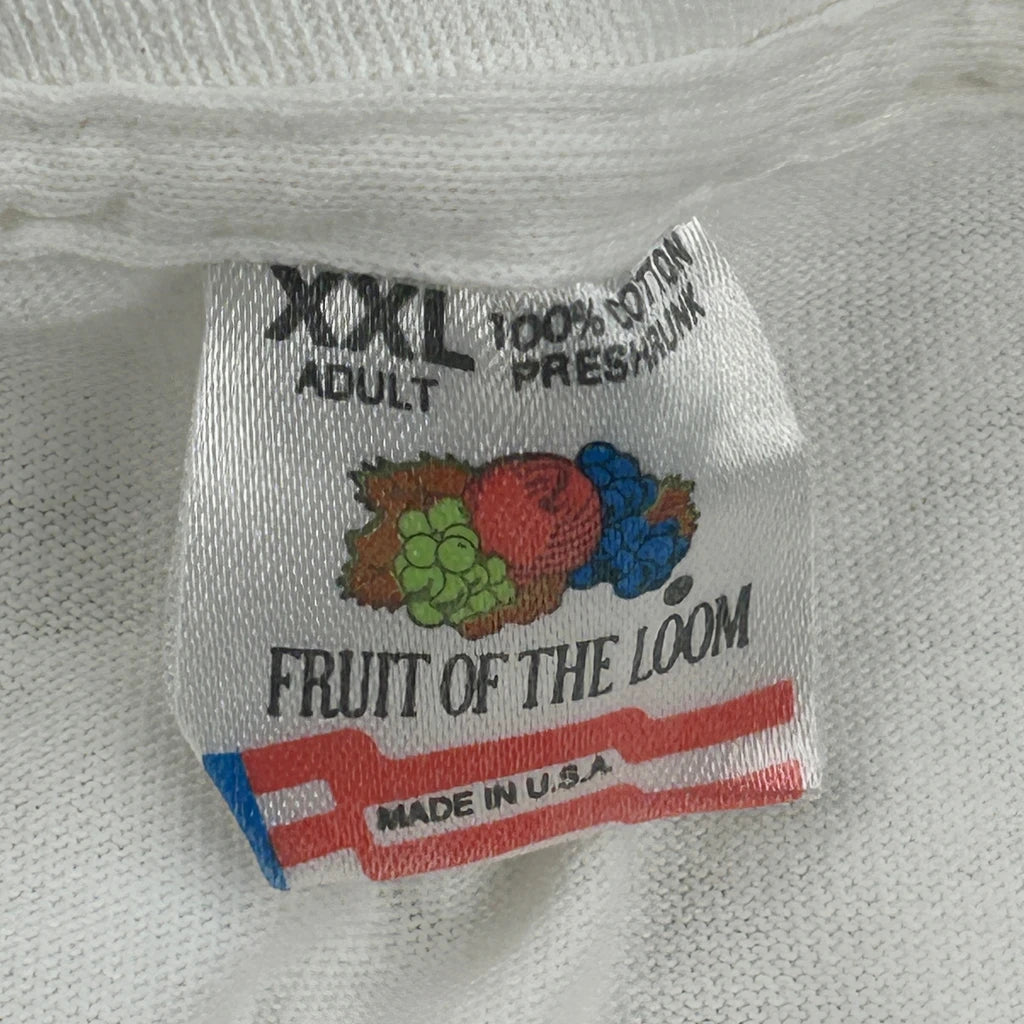 XXL
ADULT
100% COTTON
PRESHRUNK
FRUIT OF THE LOOM
MADE IN U.S.A.